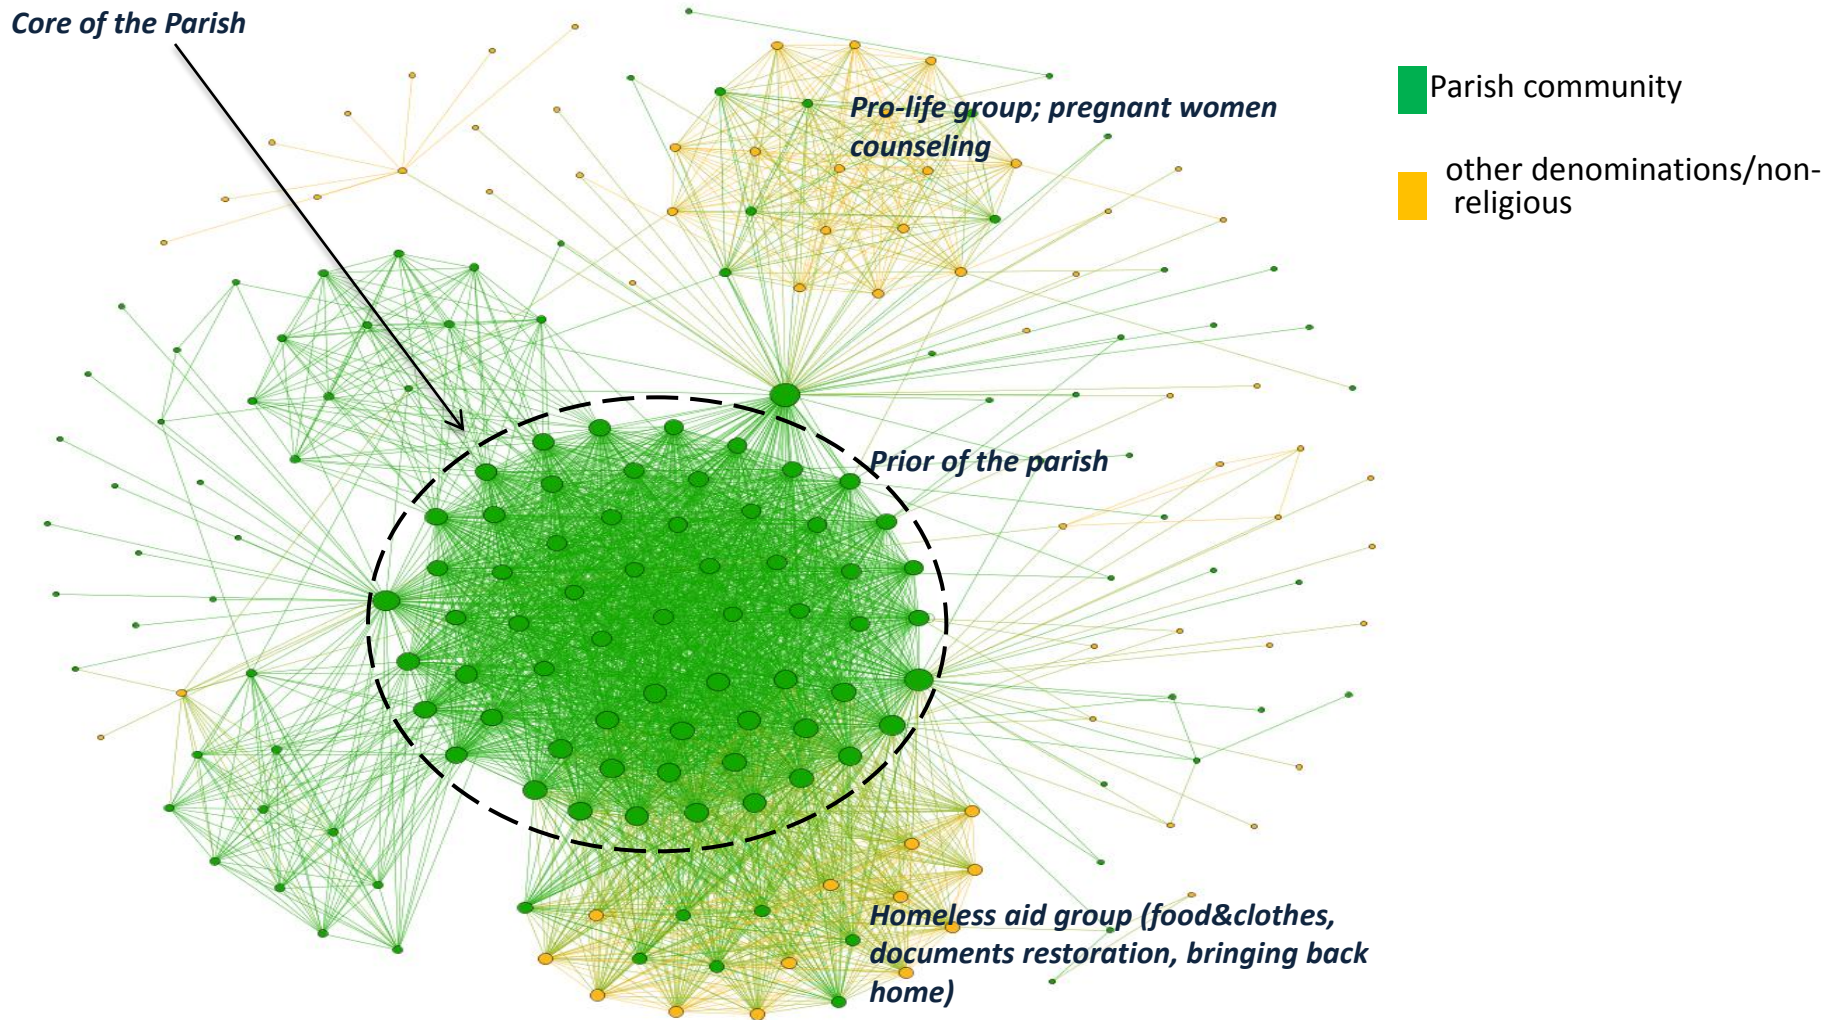 Core of the Parish
Pro-life group; pregnant women
counseling
Parish community
other denominations/non-
religious
Prior of the parish
Homeless aid group (food&clothes,
documents restoration, bringing back
home)